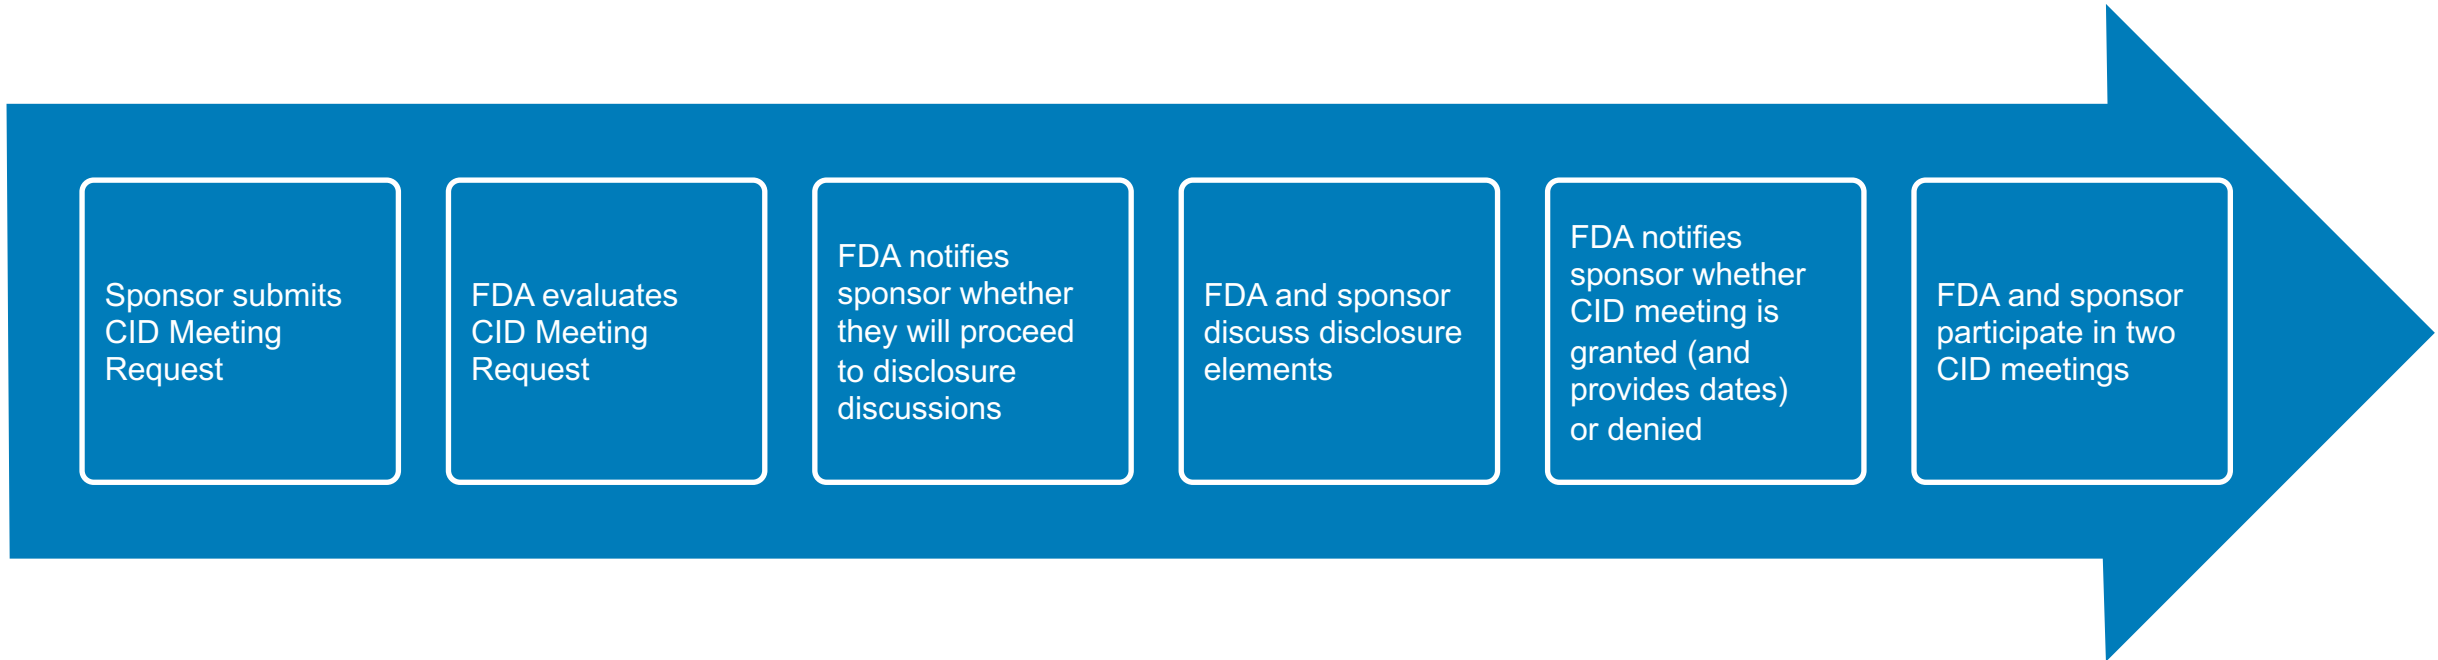 Sponsor submits
CID Meeting
Request
FDA evaluates
CID Meeting
Request
FDA notifies
sponsor whether
they will proceed
to disclosure
discussions
FDA and sponsor
discuss disclosure
elements
FDA notifies
sponsor whether
CID meeting is
granted (and
provides dates)
or denied
FDA and sponsor
participate in two
CID meetings